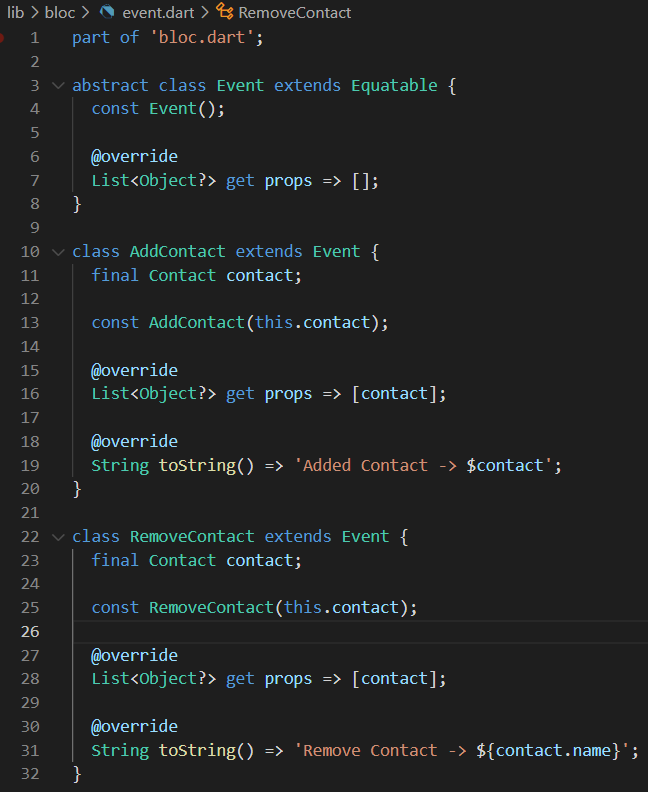 lib > bloc > event.dart > RemoveContact
1 part of 'bloc.dart';
2
3 abstract class Event extends Equatable {
4   const Event();
5
6   @override
7   List<Object?> get props => [];
8 }
9
10 class AddContact extends Event {
11   final Contact contact;
12
13   const AddContact(this.contact);
14
15   @override
16   List<Object?> get props => [contact];
17
18   @override
19   String toString() => 'Added Contact -> $contact';
20 }
21
22 class RemoveContact extends Event {
23   final Contact contact;
24
25   const RemoveContact(this.contact);
26
27   @override
28   List<Object?> get props => [contact];
29
30   @override
31   String toString() => 'Remove Contact -> ${contact.name}';
32 }